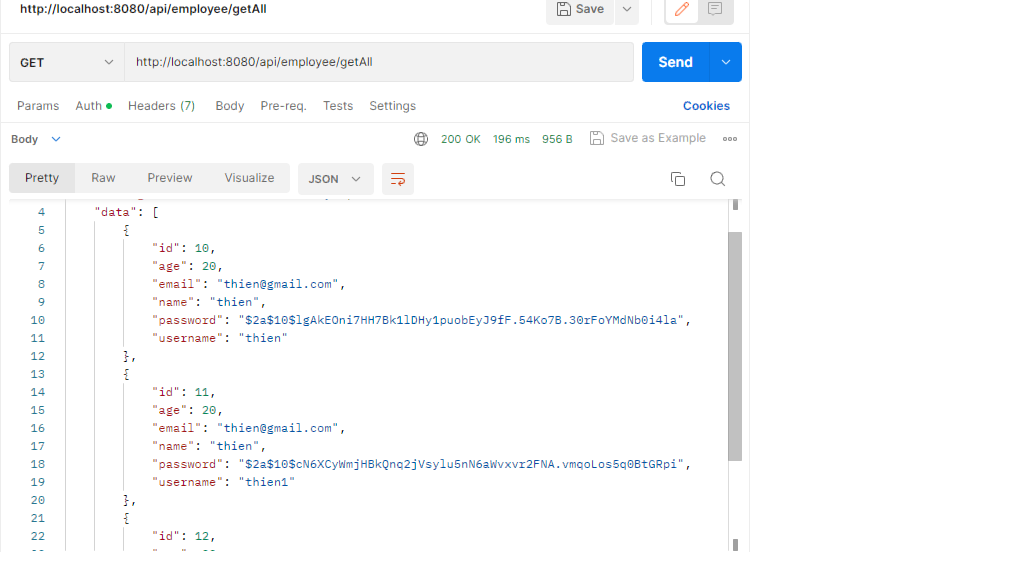 http://localhost:8080/api/employee/getAll Save
GET http://localhost:8080/api/employee/getAll Send
Params Auth Headers (7) Body Pre-req. Tests Settings Cookies
Body 200 OK 196 ms 956 B Save as Example
Pretty Raw Preview Visualize JSON
4 "data": [
5 {
6 "id": 10,
7 "age": 20,
8 "email": "thien@gmail.com",
9 "name": "thien",
10 "password": "$2a$10$lgAkEOni7HH7Bk1lDHy1puobEyJ9fF.54Ko7B.30rFoYMdNb0i4la",
11 "username": "thien"
12 },
13 {
14 "id": 11,
15 "age": 20,
16 "email": "thien@gmail.com",
17 "name": "thien",
18 "password": "$2a$10$cN6XCyWmjHBkQnq2jVsylu5nN6aWvxvr2FNA.vmqoLos5q0BtGRpi",
19 "username": "thien1"
20 },
21 {
22 "id": 12,